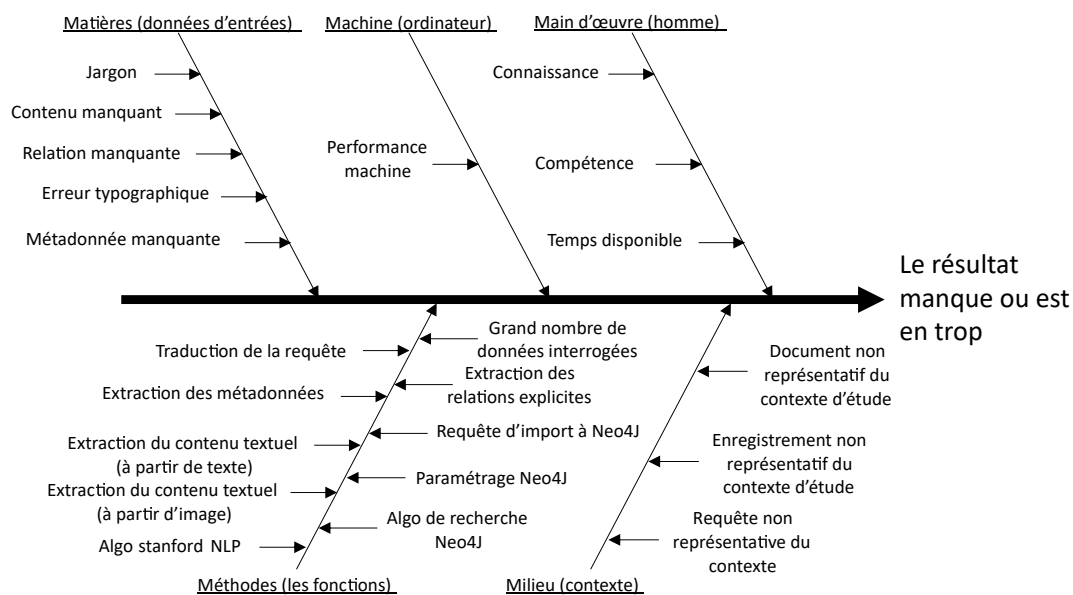 Matières (données d'entrées)
Machine (ordinateur)
Main d'œuvre (homme)
Jargon
Contenu manquant
Relation manquante
Erreur typographique
Métadonnée manquante
Performance
machine
Connaissance
Compétence
Temps disponible
Le résultat
manque ou est
en trop
Traduction de la requête
Extraction des métadonnées
Extraction du contenu textuel
(à partir de texte)
Extraction du contenu textuel
(à partir d'image)
Algo stanford NLP
Grand nombre de
données interrogées
Extraction des
relations explicites
Requête d'import à Neo4J
Paramétrage Neo4J
Algo de recherche
Neo4J
Méthodes (les fonctions)
Document non
représentatif du
contexte d'étude
Enregistrement non
représentatif du
contexte d'étude
Requête non
représentative du
contexte
Milieu (contexte)